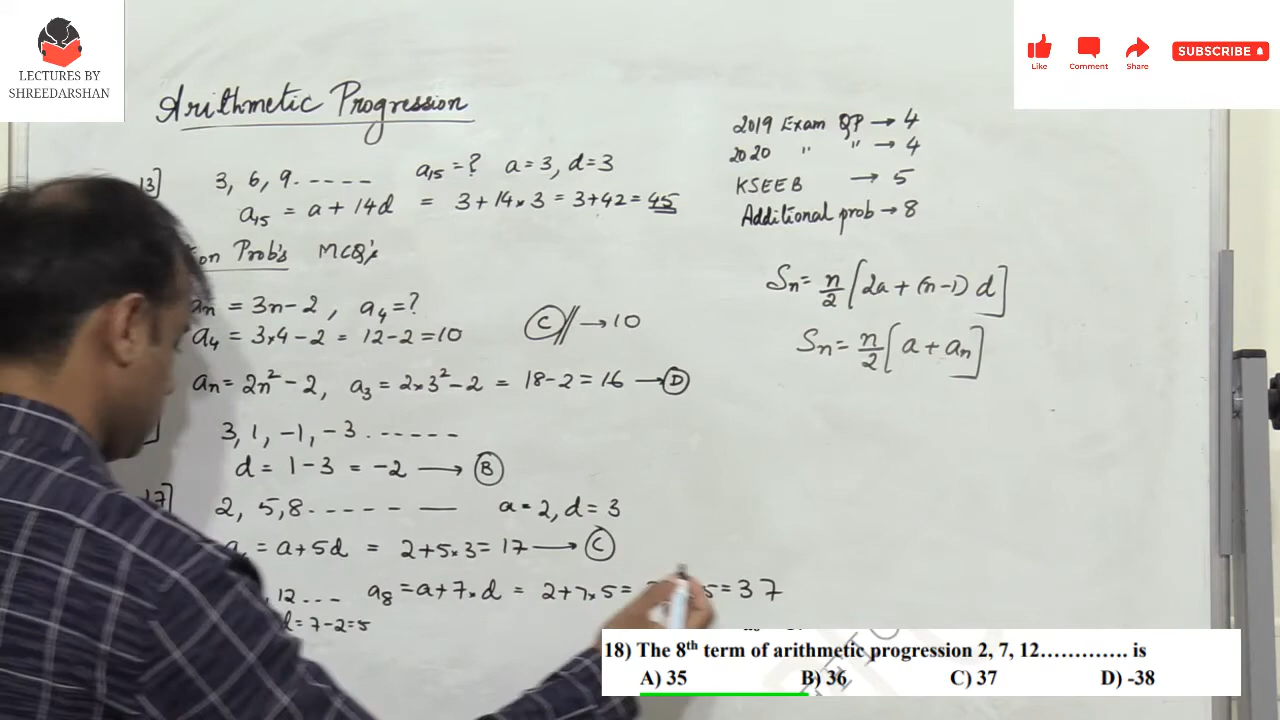 LECTURES BY
SHREEDARSHAN
Like
Comment
Share
SUBSCRIBE
Arithmetic Progression
13] 3, 6, 9. ---- a₁₅ = ? a = 3, d = 3
a₁₅ = a + 14d = 3 + 14×3 = 3 + 42 = 45
Prob's MCQ's
an = 3n - 2, a₄ = ?
a₄ = 3×4 - 2 = 12 - 2 = 10 C // → 10
an = 2n² - 2, a₃ = 2×3² - 2 = 18 - 2 = 16 → D
3, 1, -1, -3 . -----
d = 1 - 3 = -2 → B
17] 2, 5, 8. ----- — a = 2, d = 3
= a + 5d = 2 + 5×3 = 17 → C
, 12 ... a₈ = a + 7×d = 2 + 7×5 = 5 = 37
d = 7 - 2 = 5
2019 Exam QP → 4
2020 " " → 4
KSEEB → 5
Additional prob → 8
Sn = n/2 [2a + (n-1) d]
Sn = n/2 [a + an]
18) The 8th term of arithmetic progression 2, 7, 12…………. is
A) 35 B) 36 C) 37 D) -38